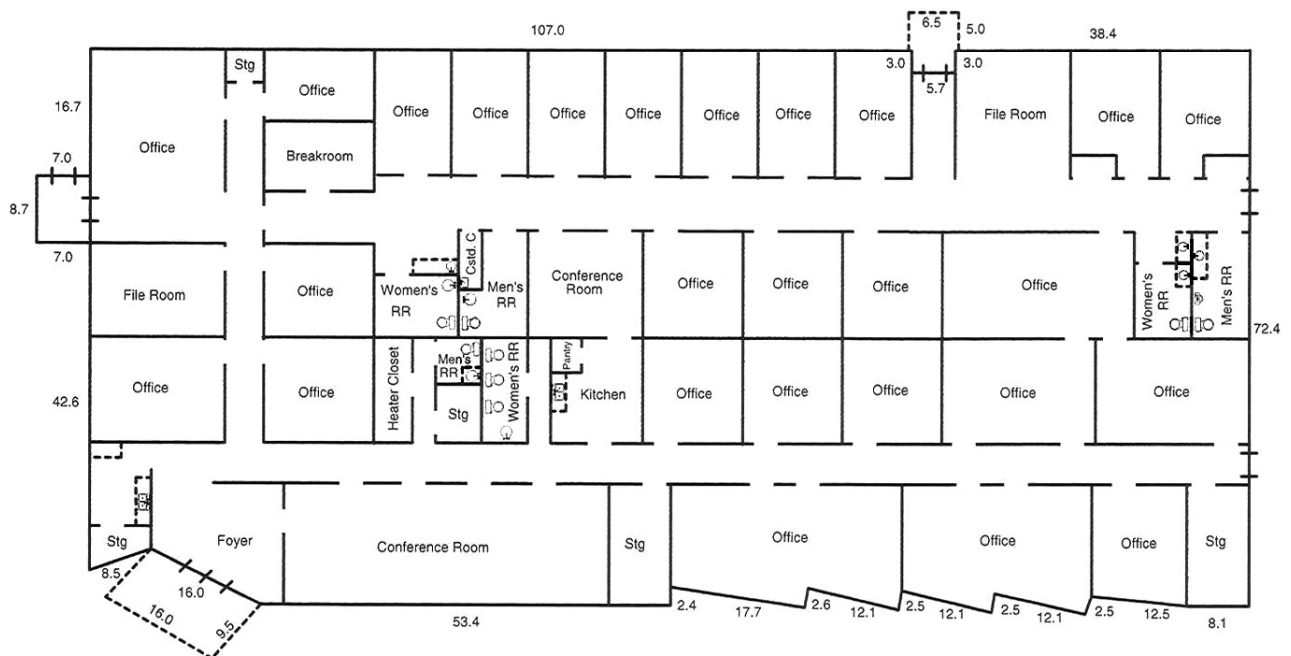 6.5
5.0
107.0
38.4
3.0
3.0
5.7
Stg
Office
16.7
Office
Office
Office
Office
Office
Office
Office
Office
Office
File Room
Office
Office
Breakroom
7.0
8.7
7.0
Cstd. C
File Room
Office
Women's
RR
Men's
RR
Conference
Room
Office
Office
Office
Office
Women's
RR
Men's RR
72.4
42.6
Office
Office
Heater Closet
Men's
RR
Stg
Women's RR
Pantry
Kitchen
Office
Office
Office
Office
Office
Stg
Foyer
Conference Room
Stg
Office
Office
Office
Stg
8.5
16.0
16.0
9.5
53.4
2.4
17.7
2.6
12.1
2.5
12.1
2.5
12.1
2.5
12.5
8.1